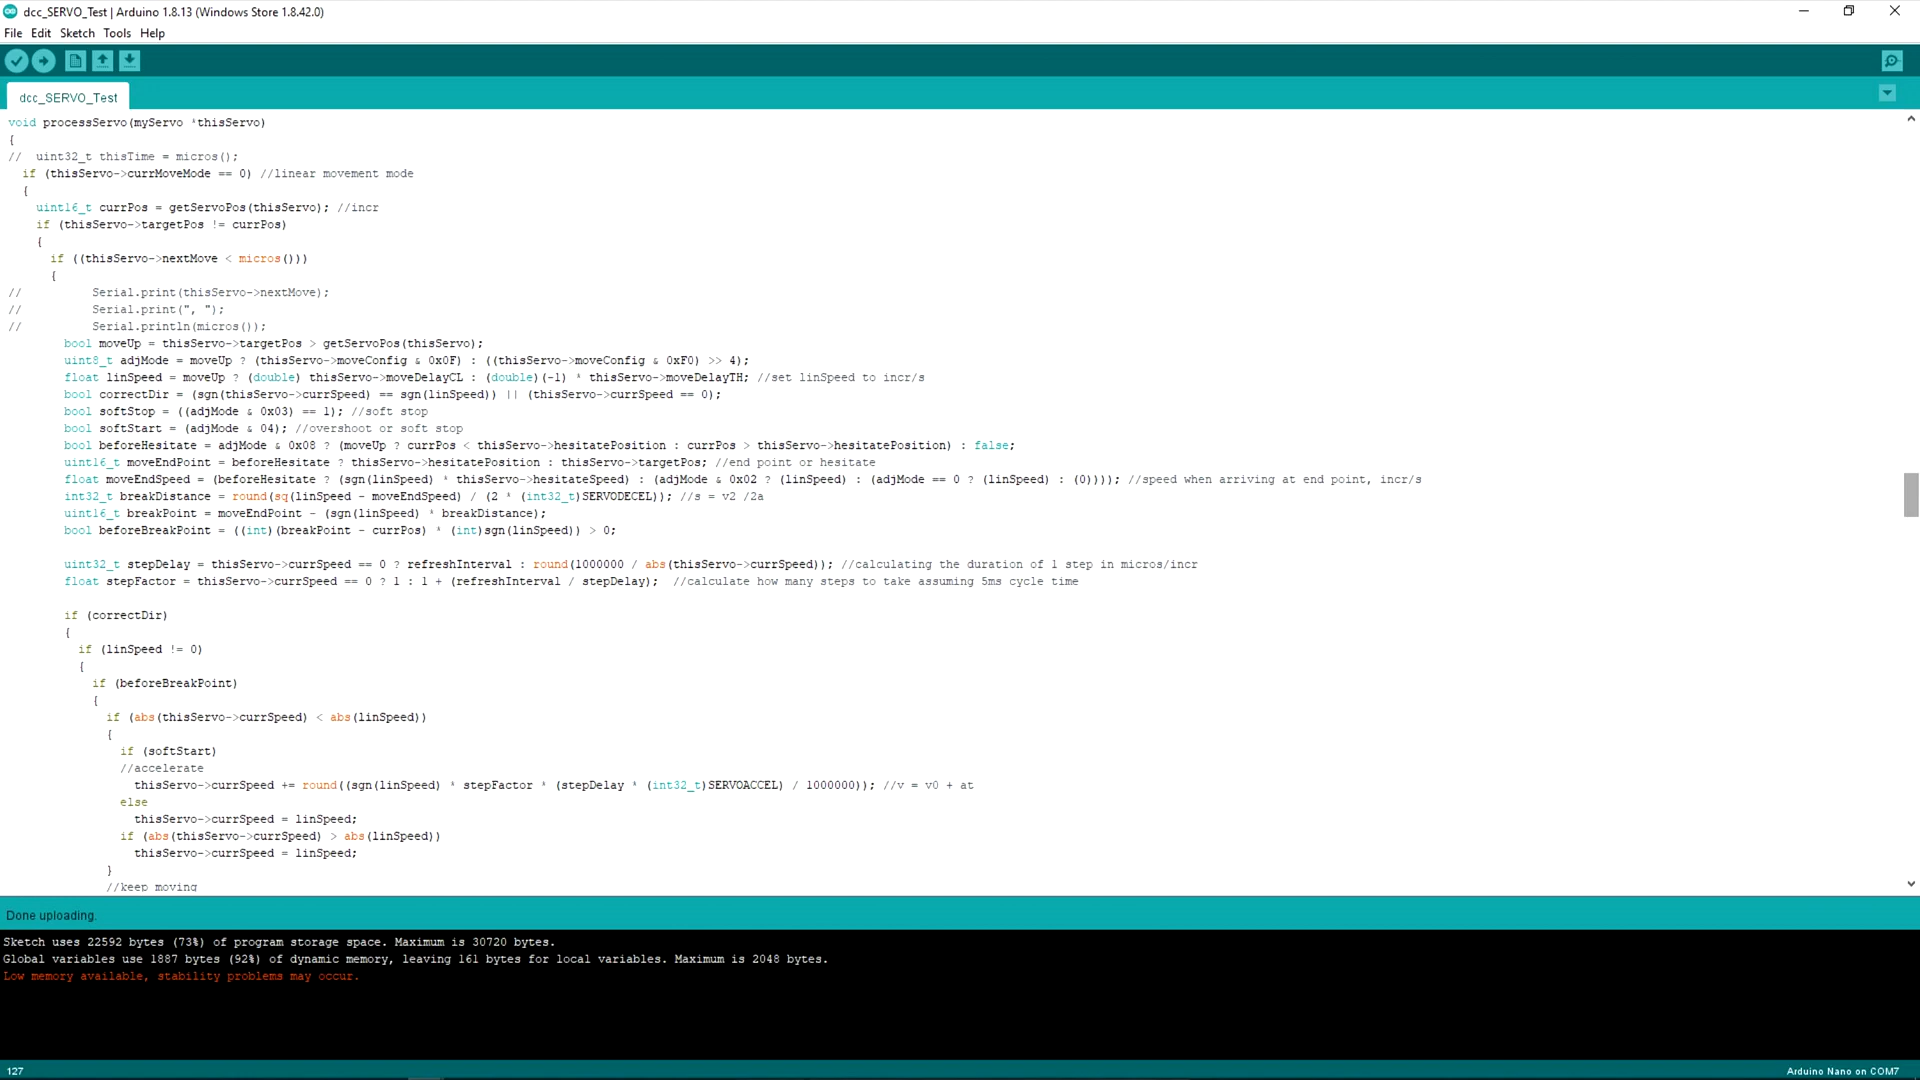 dcc_SERVO_Test | Arduino 1.8.13 (Windows Store 1.8.42.0)
File Edit Sketch Tools Help
dcc_SERVO_Test
void processServo(myServo *thisServo)
{
//  uint32_t thisTime = micros();
  if (thisServo->currMoveMode == 0) //linear movement mode
  {
    uint16_t currPos = getServoPos(thisServo); //incr
    if (thisServo->targetPos != currPos)
    {
      if ((thisServo->nextMove < micros()))
      {
//          Serial.print(thisServo->nextMove);
//          Serial.print(", ");
//          Serial.println(micros());
        bool moveUp = thisServo->targetPos > getServoPos(thisServo);
        uint8_t adjMode = moveUp ? (thisServo->moveConfig & 0x0F) : ((thisServo->moveConfig & 0xF0) >> 4);
        float linSpeed = moveUp ? (double) thisServo->moveDelayCL : (double)(-1) * thisServo->moveDelayTH; //set linSpeed to incr/s
        bool correctDir = (sgn(thisServo->currSpeed) == sgn(linSpeed)) || (thisServo->currSpeed == 0);
        bool softStop = ((adjMode & 0x03) == 1); //soft stop
        bool softStart = (adjMode & 04); //overshoot or soft stop
        bool beforeHesitate = adjMode & 0x08 ? (moveUp ? currPos < thisServo->hesitatePosition : currPos > thisServo->hesitatePosition) : false;
        uint16_t moveEndPoint = beforeHesitate ? thisServo->hesitatePosition : thisServo->targetPos; //end point or hesitate
        float moveEndSpeed = (beforeHesitate ? (sgn(linSpeed) * thisServo->hesitateSpeed) : (adjMode & 0x02 ? (linSpeed) : (adjMode == 0 ? (linSpeed) : (0)))); //speed when arriving at end point, incr/s
        int32_t breakDistance = round(sq(linSpeed - moveEndSpeed) / (2 * (int32_t)SERVODECEL)); //s = v2 /2a
        uint16_t breakPoint = moveEndPoint - (sgn(linSpeed) * breakDistance);
        bool beforeBreakPoint = ((int)(breakPoint - currPos) * (int)sgn(linSpeed)) > 0;
        uint32_t stepDelay = thisServo->currSpeed == 0 ? refreshInterval : round(1000000 / abs(thisServo->currSpeed)); //calculating the duration of 1 step in micros/incr
        float stepFactor = thisServo->currSpeed == 0 ? 1 : 1 + (refreshInterval / stepDelay);  //calculate how many steps to take assuming 5ms cycle time
        if (correctDir)
        {
          if (linSpeed != 0)
          {
            if (beforeBreakPoint)
            {
              if (abs(thisServo->currSpeed) < abs(linSpeed))
              {
                if (softStart)
                //accelerate
                  thisServo->currSpeed += round((sgn(linSpeed) * stepFactor * (stepDelay * (int32_t)SERVOACCEL) / 1000000)); //v = v0 + at
                else
                  thisServo->currSpeed = linSpeed;
                if (abs(thisServo->currSpeed) > abs(linSpeed))
                  thisServo->currSpeed = linSpeed;
              }
              //keep moving
Done uploading.
Sketch uses 22592 bytes (73%) of program storage space. Maximum is 30720 bytes.
Global variables use 1887 bytes (92%) of dynamic memory, leaving 161 bytes for local variables. Maximum is 2048 bytes.
Low memory available, stability problems may occur.
127
Arduino Nano on COM7